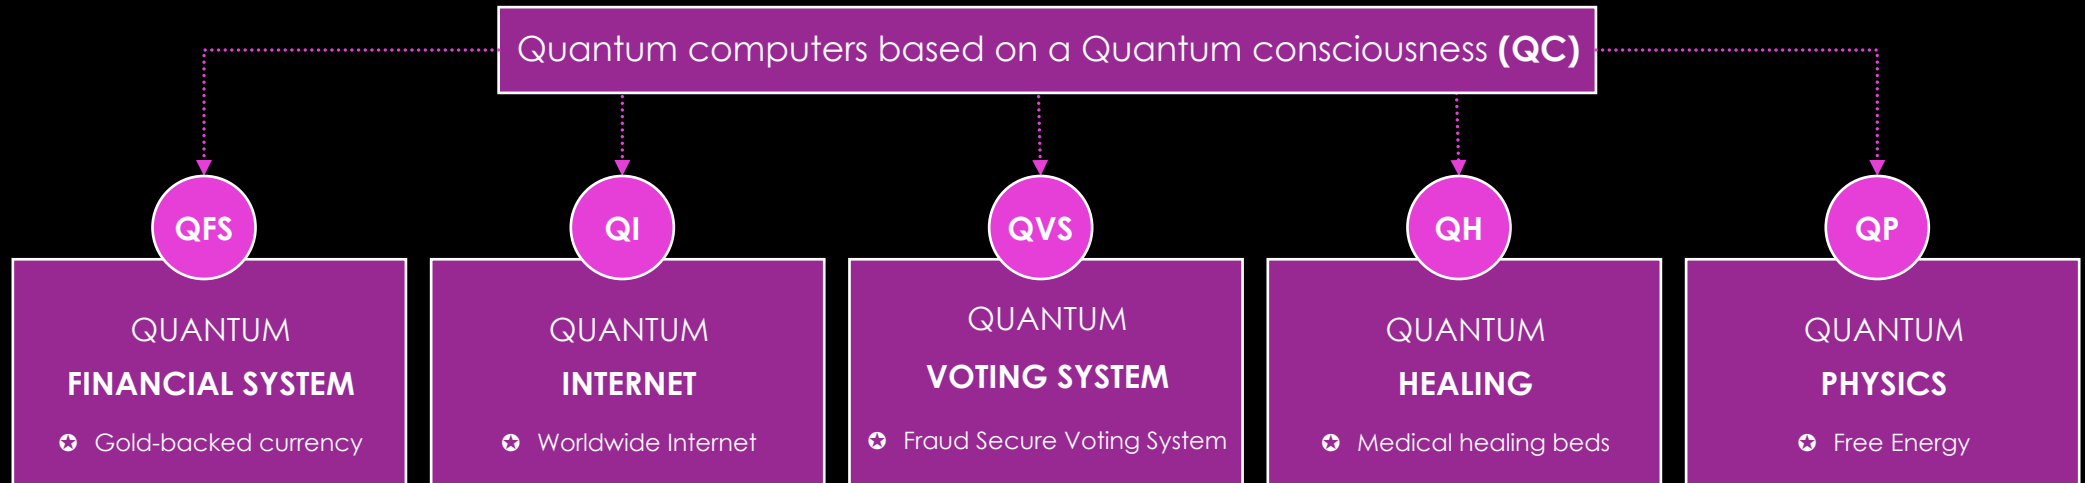 Quantum computers based on a Quantum consciousness (QC)
QFS
QUANTUM
FINANCIAL SYSTEM
✪ Gold-backed currency
QI
QUANTUM
INTERNET
✪ Worldwide Internet
QVS
QUANTUM
VOTING SYSTEM
✪ Fraud Secure Voting System
QH
QUANTUM
HEALING
✪ Medical healing beds
QP
QUANTUM
PHYSICS
✪ Free Energy